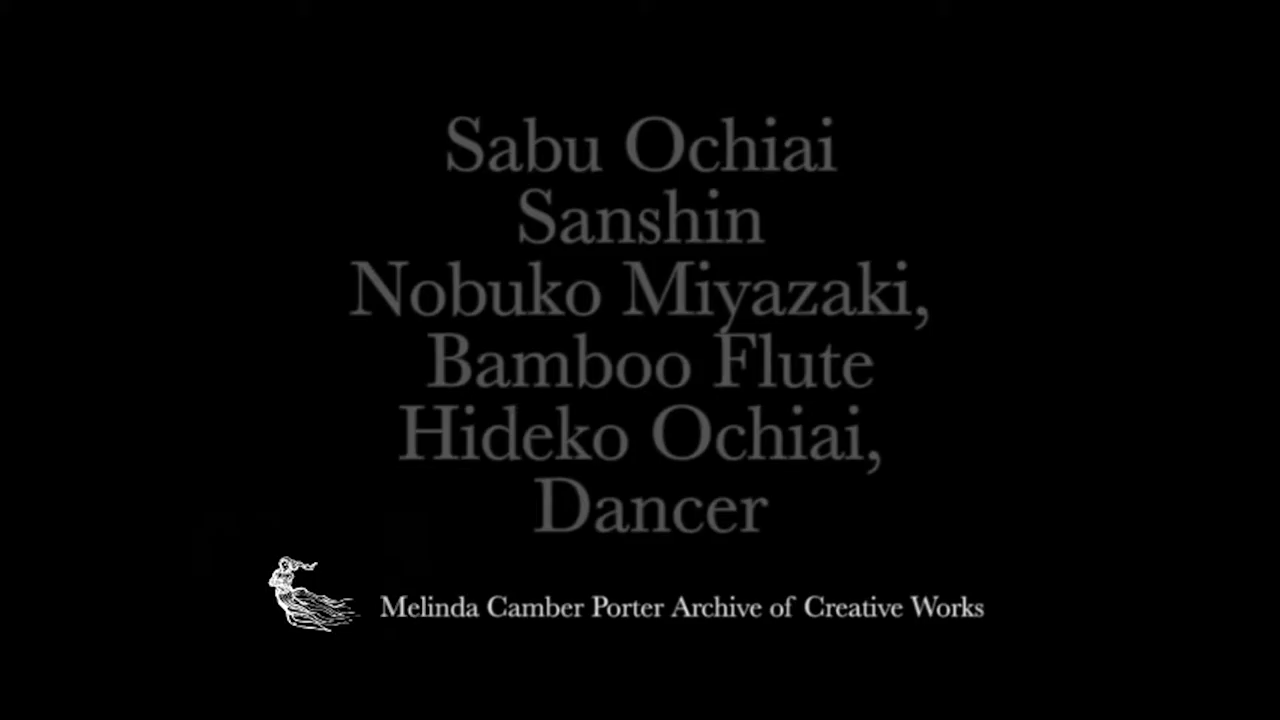 Sabu Ochiai
Sanshin
Nobuko Miyazaki,
Bamboo Flute
Hideko Ochiai,
Dancer
Melinda Camber Porter Archive of Creative Works